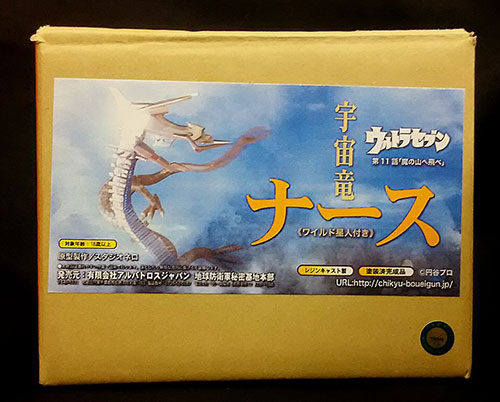 宇宙竜
ウルトラセブン
第11話「魔の山へ飛べ」
ナース
《ワイルド星人付き》
対象年齢:18歳以上
原型製作/スタジオネロ
発売元:有限会社アルバトロスジャパン 地球防衛軍秘密基地本部
レジンキャスト製
塗装済完成品
©円谷プロ
URL:http://chikyu-boueigun.jp/